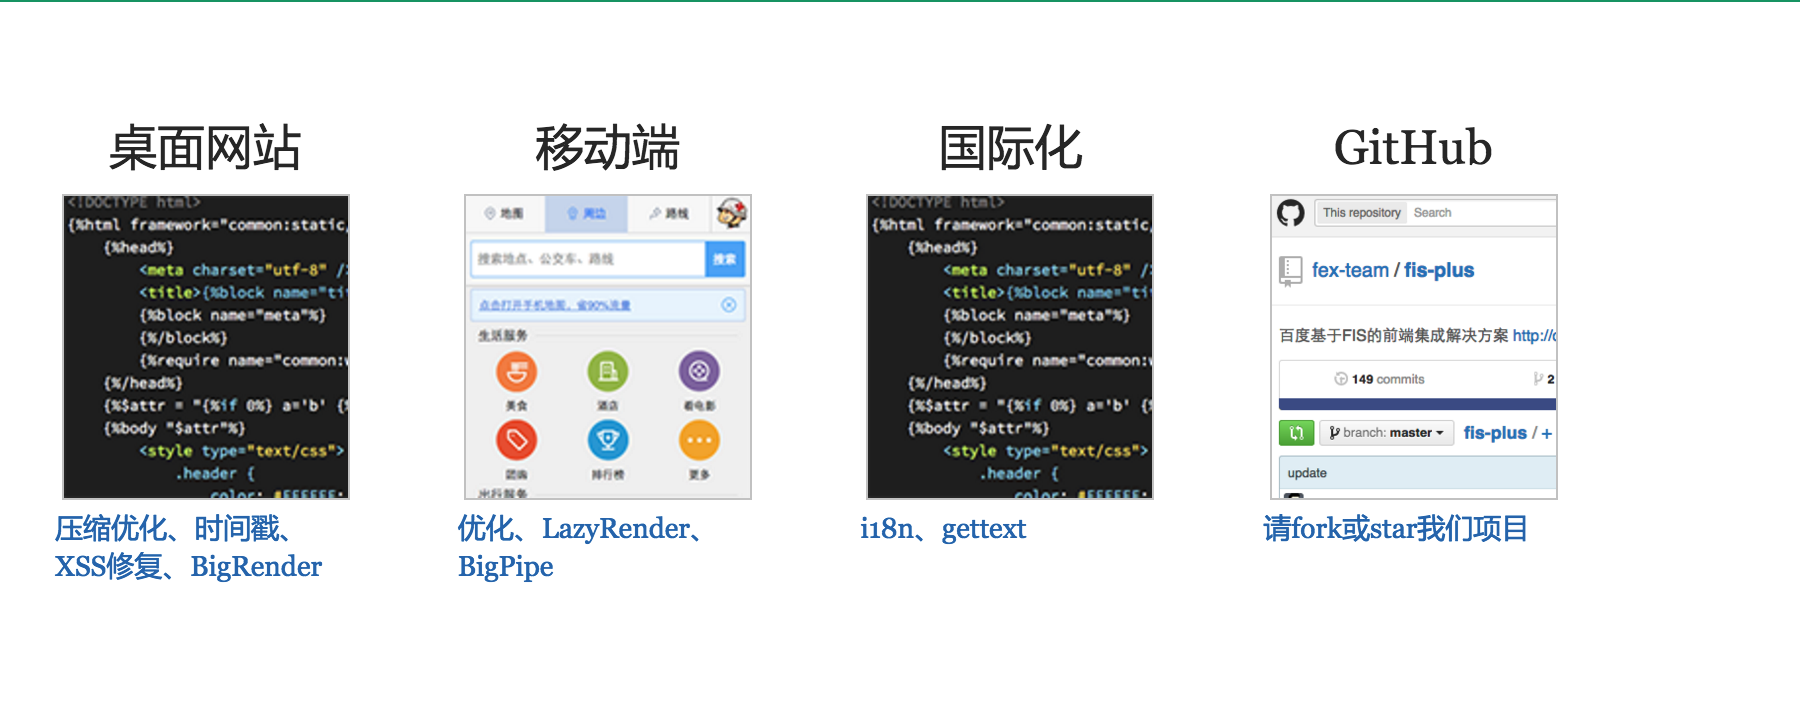 桌面网站
<!DOCTYPE html>
{%html framework="common:static,
{%head%}
<meta charset="utf-8" />
<title>{%block name="ti
{%block name="meta"%}
{%/block%}
{%require name="common:
{%/head%}
{%$attr = "{%if 0%} a='b' {%
{%body "$attr"%}
<style type="text/css">
.header {
color: #FFFFFF;
压缩优化、时间戳、
XSS修复、BigRender
移动端
地图 周边 路线
搜索地点、公交车、路线 搜索
点击打开手机地图，省90%流量
生活服务
美食 酒店 看电影
团购 排行榜 更多
出行服务
优化、LazyRender、
BigPipe
国际化
<!DOCTYPE html>
{%html framework="common:static,
{%head%}
<meta charset="utf-8" />
<title>{%block name="ti
{%block name="meta"%}
{%/block%}
{%require name="common:
{%/head%}
{%$attr = "{%if 0%} a='b' {%
{%body "$attr"%}
<style type="text/css">
.header {
color: #FFFFFF;
i18n、gettext
GitHub
This repository Search
fex-team / fis-plus
百度基于FIS的前端集成解决方案 http://
149 commits 2
branch: master fis-plus / +
update
请fork或star我们项目